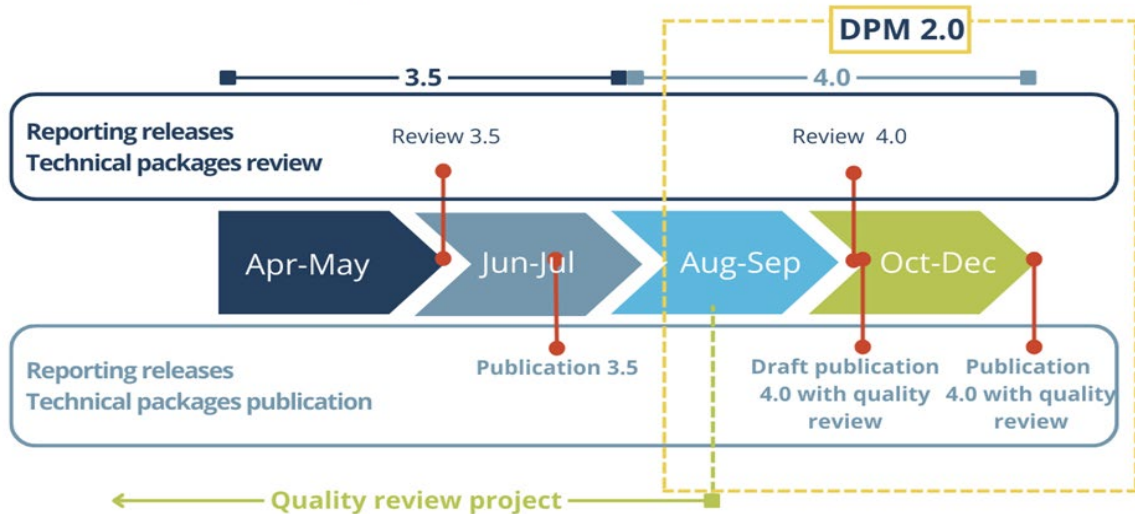 DPM 2.0
3.5
4.0
Reporting releases
Technical packages review
Review 3.5
Review 4.0
Apr-May
Jun-Jul
Aug-Sep
Oct-Dec
Reporting releases
Technical packages publication
Publication 3.5
Draft publication
4.0 with quality
review
Publication
4.0 with quality
review
Quality review project